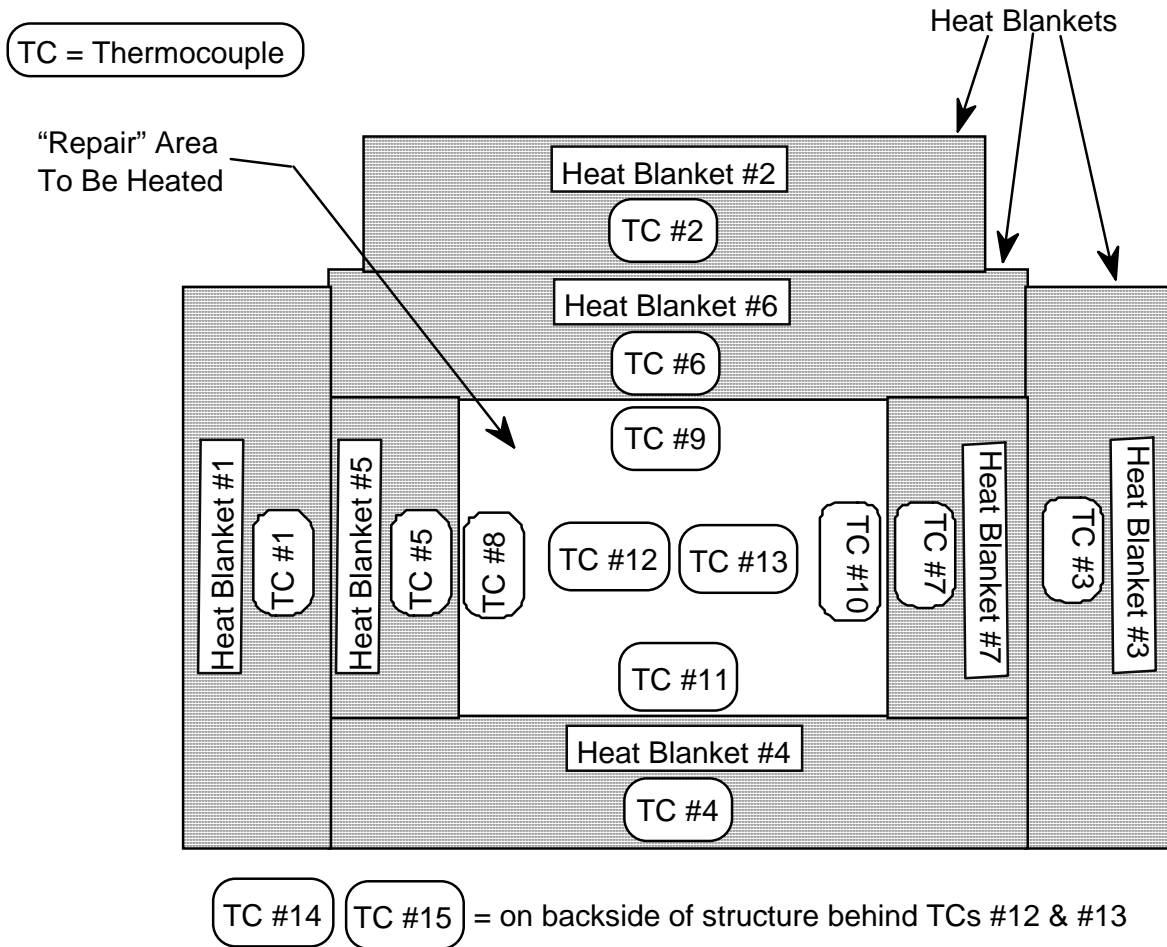 Heat Blankets
TC = Thermocouple
“Repair” Area
To Be Heated
Heat Blanket #2
TC #2
Heat Blanket #6
TC #6
TC #9
Heat Blanket #1
TC #1
Heat Blanket #5
TC #5
TC #8
TC #12
TC #13
TC #10
TC #7
Heat Blanket #7
TC #3
Heat Blanket #3
TC #11
Heat Blanket #4
TC #4
TC #14 TC #15 = on backside of structure behind TCs #12 & #13